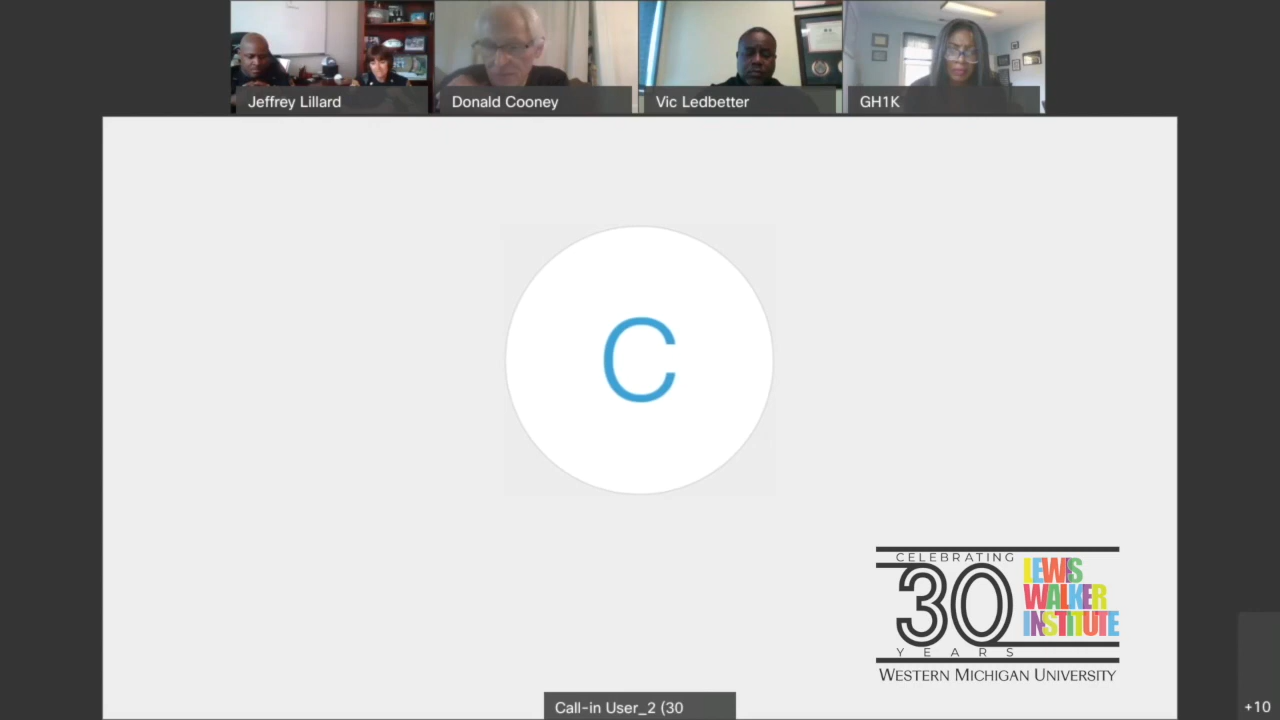 Jeffrey Lillard
Donald Cooney
Vic Ledbetter
GH1K
C
CELEBRATING
30
YEARS
LEWIS
WALKER
INSTITUTE
WESTERN MICHIGAN UNIVERSITY
Call-in User_2 (30
+10